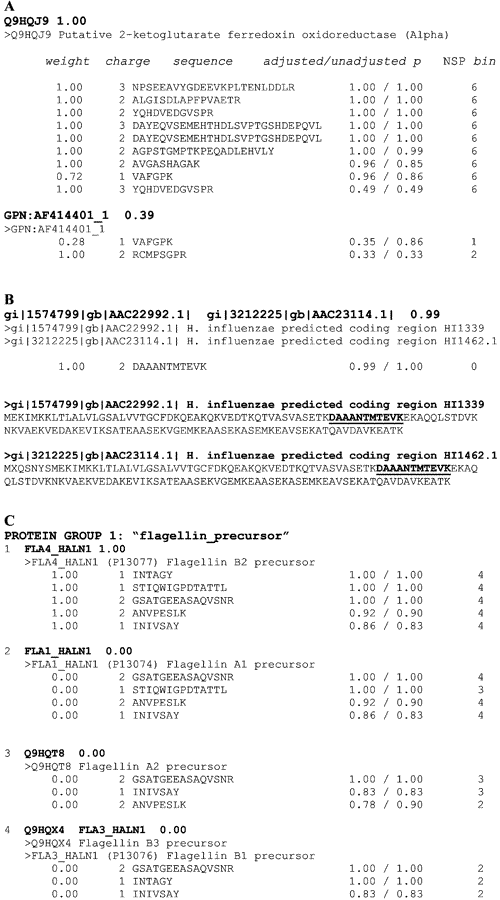 A
Q9HQJ9 1.00
>Q9HQJ9 Putative 2-ketoglutarate ferredoxin oxidoreductase (Alpha)
weight charge sequence adjusted/unadjusted p NSP bin
1.00 3 NPSEEAVYGDEEVKPLTENLDDLR 1.00 / 1.00 6
1.00 2 ALGISDLAPFPVAETR 1.00 / 1.00 6
1.00 2 YQHDVEDGVSPR 1.00 / 1.00 6
1.00 3 DAYEQVSEMEHTHDLSVPTGSHDEPQVL 1.00 / 1.00 6
1.00 2 DAYEQVSEMEHTHDLSVPTGSHDEPQVL 1.00 / 1.00 6
1.00 2 AGPSTGMPTKPEQADLEHVLY 1.00 / 0.99 6
1.00 2 AVGASHAGAK 0.96 / 0.85 6
0.72 1 VAFGPK 0.96 / 0.86 6
1.00 3 YQHDVEDGVSPR 0.49 / 0.49 6
GPN:AF414401_1 0.39
>GPN:AF414401_1
0.28 1 VAFGPK 0.35 / 0.86 1
1.00 2 RCMPSGPR 0.33 / 0.33 2
B
gi|1574799|gb|AAC22992.1| gi|3212225|gb|AAC23114.1| 0.99
>gi|1574799|gb|AAC22992.1| H. influenzae predicted coding region HI1339
>gi|3212225|gb|AAC23114.1| H. influenzae predicted coding region HI1462.1
1.00 2 DAAANTMTEVK 0.99 / 1.00 0
>gi|1574799|gb|AAC22992.1| H. influenzae predicted coding region HI1339
MEKIMKKLTLALVLGSALVVTGCFDKQEAKQKVEDTKQTVASVASETKDAAANTMTEVKEKAQQLSTDVK
NKVAEKVEDAKEVIKSATEAASEKVGEMKEAASEKASEMKEAVSEKATQAVDAVKEATK
>gi|3212225|gb|AAC23114.1| H. influenzae predicted coding region HI1462.1
MXQSNYSMEKIMKKLTLALVLGSALVVTGCFDKQEAKQKVEDTKQTVASVASETKDAAANTMTEVKEKAQ
QLSTDVKNKVAEKVEDAKEVIKSATEAASEKVGEMKEAASEKASEMKEAVSEKATQAVDAVKEATK
C
PROTEIN GROUP 1: “flagellin_precursor”
1 FLA4_HALN1 1.00
>FLA4_HALN1 (P13077) Flagellin B2 precursor
1.00 1 INTAGY 1.00 / 1.00 4
1.00 1 STIQWIGPDTATTL 1.00 / 1.00 4
1.00 2 GSATGEEASAQVSNR 1.00 / 1.00 4
1.00 2 ANVPESLK 0.92 / 0.90 4
1.00 1 INIVSAY 0.86 / 0.83 4
2 FLA1_HALN1 0.00
>FLA1_HALN1 (P13074) Flagellin A1 precursor
0.00 2 GSATGEEASAQVSNR 1.00 / 1.00 4
0.00 1 STIQWIGPDTATTL 1.00 / 1.00 3
0.00 2 ANVPESLK 0.92 / 0.90 4
0.00 1 INIVSAY 0.86 / 0.83 4
3 Q9HQT8 0.00
>Q9HQT8 Flagellin A2 precursor
0.00 2 GSATGEEASAQVSNR 1.00 / 1.00 3
0.00 1 INIVSAY 0.83 / 0.83 3
0.00 2 ANVPESLK 0.78 / 0.90 2
4 Q9HQX4 FLA3_HALN1 0.00
>Q9HQX4 Flagellin B3 precursor
>FLA3_HALN1 (P13076) Flagellin B1 precursor
0.00 2 GSATGEEASAQVSNR 1.00 / 1.00 2
0.00 1 INTAGY 1.00 / 1.00 2
0.00 1 INIVSAY 0.83 / 0.83 2